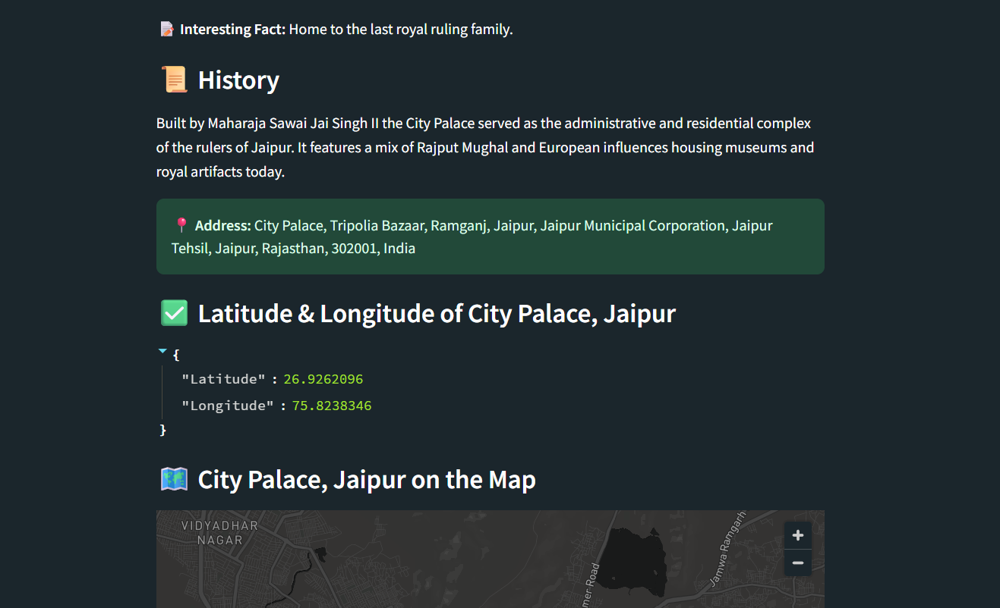 Interesting Fact: Home to the last royal ruling family.
History
Built by Maharaja Sawai Jai Singh II the City Palace served as the administrative and residential complex
of the rulers of Jaipur. It features a mix of Rajput Mughal and European influences housing museums and
royal artifacts today.
Address: City Palace, Tripolia Bazaar, Ramganj, Jaipur, Jaipur Municipal Corporation, Jaipur
Tehsil, Jaipur, Rajasthan, 302001, India
Latitude & Longitude of City Palace, Jaipur
{
"Latitude" : 26.9262096
"Longitude" : 75.8238346
}
City Palace, Jaipur on the Map
VIDYADHAR
NAGAR
mer Road
Jamwa Ramgarh
+
−